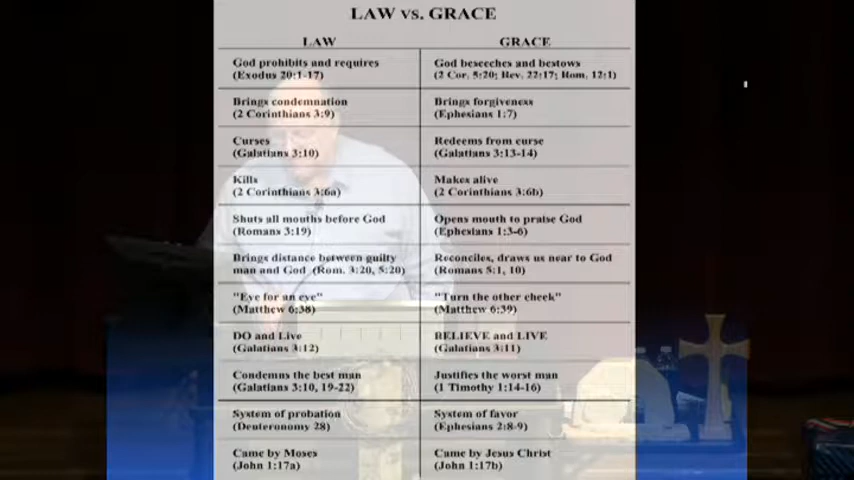 LAW VS. GRACE
LAW GRACE
God prohibits and requires
(Exodus 20:1-17)
God beseeches and bestows
(2 Cor. 5:20; Rev. 22:17; Rom. 12:1)
Brings condemnation
(2 Corinthians 3:9)
Brings forgiveness
(Ephesians 1:7)
Curses
(Galatians 3:10)
Redeems from curse
(Galatians 3:13-14)
Kills
(2 Corinthians 3:6a)
Makes alive
(2 Corinthians 3:6b)
Shuts all mouths before God
(Romans 3:19)
Opens mouth to praise God
(Ephesians 1:3-6)
Brings distance between guilty
man and God (Rom. 3:20, 5:20)
Reconciles, draws us near to God
(Romans 5:1, 10)
"Eye for an eye"
(Matthew 6:38)
"Turn the other cheek"
(Matthew 6:39)
DO and Live
(Galatians 3:12)
BELIEVE and LIVE
(Galatians 3:11)
Condemns the best man
(Galatians 3:10, 19-22)
Justifies the worst man
(1 Timothy 1:14-16)
System of probation
(Deuteronomy 28)
System of favor
(Ephesians 2:8-9)
Came by Moses
(John 1:17a)
Came by Jesus Christ
(John 1:17b)